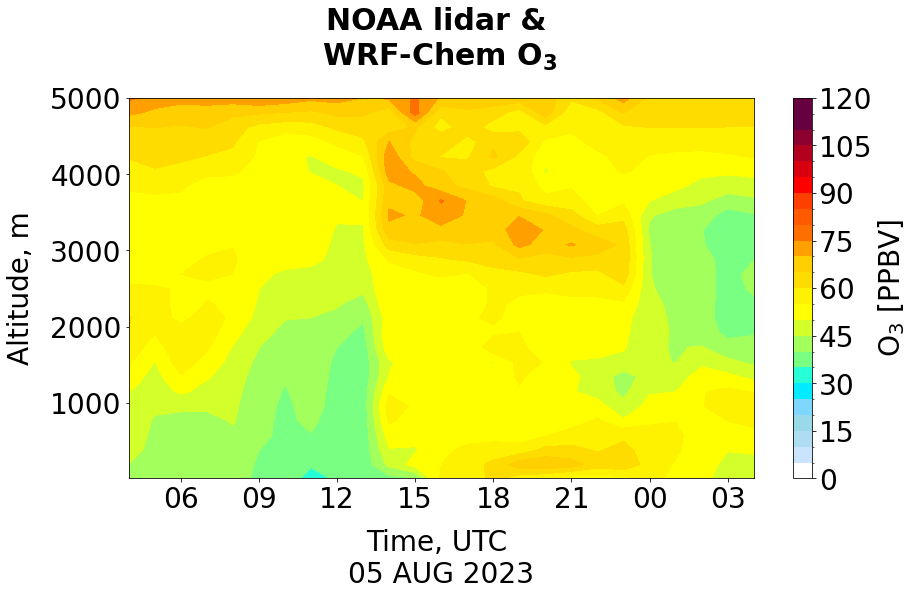 NOAA lidar &
WRF-Chem O₃
5000
4000
3000
2000
1000
Altitude, m
06 09 12 15 18 21 00 03
Time, UTC
05 AUG 2023
120
105
90
75
60
45
30
15
0
O₃ [PPBV]